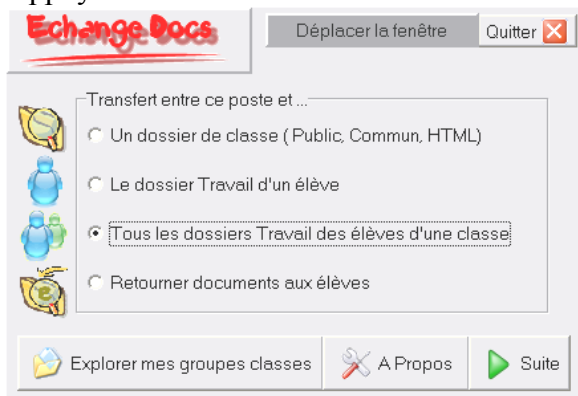 Echange Docs
Déplacer la fenêtre
Quitter
Transfert entre ce poste et ...
Un dossier de classe ( Public, Commun, HTML)
Le dossier Travail d'un élève
Tous les dossiers Travail des élèves d'une classe
Retourner documents aux élèves
Explorer mes groupes classes
A Propos
Suite